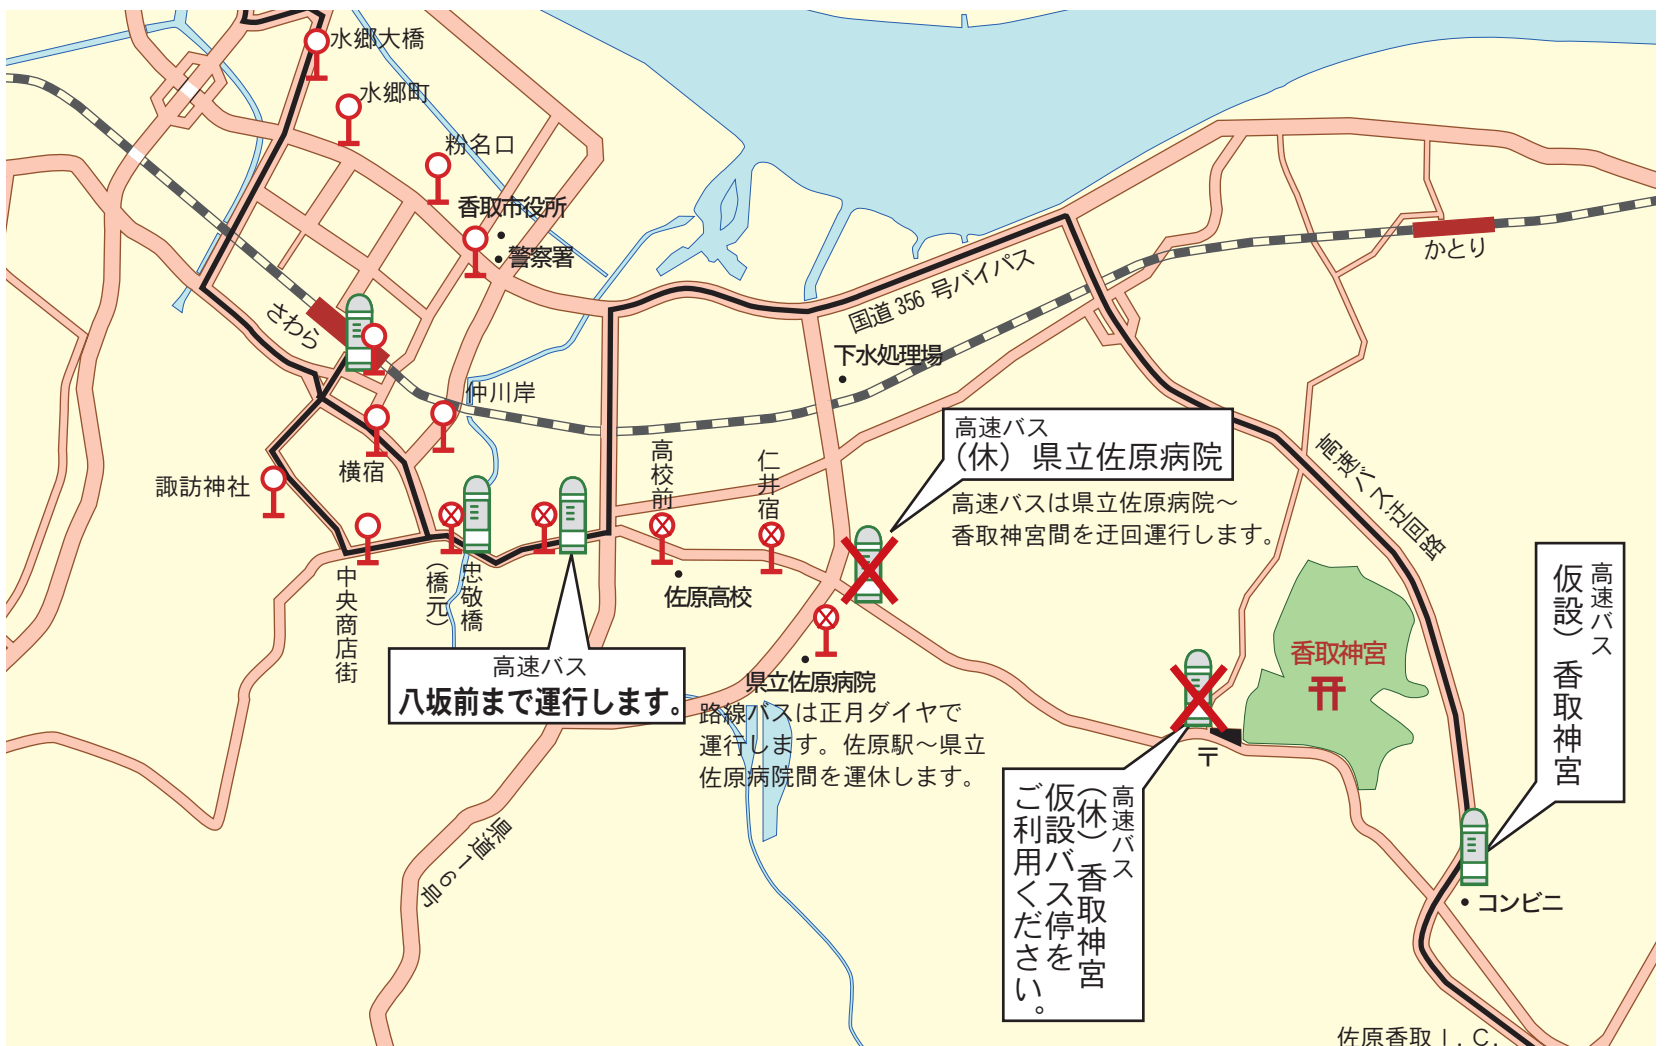 水郷大橋
水郷町
粉名口
香取市役所
警察署
かとり
さわら
国道 356 号バイパス
下水処理場
仲川岸
高速バス
(休) 県立佐原病院
高速バスは県立佐原病院〜
香取神宮間を迂回運行します。
高速バス迂回路
高校前
仁井宿
横宿
諏訪神社
中央商店街
忠敬橋
(橋元)
佐原高校
高速バス
八坂前まで運行します。
県立佐原病院
路線バスは正月ダイヤで
運行します。佐原駅〜県立
佐原病院間を運休します。
香取神宮
高速バス
仮設) 香取神宮
〒
高速バス
(休) 香取神宮
仮設バス停を
ご利用ください。
県道16号
コンビニ
佐原香取 I. C.